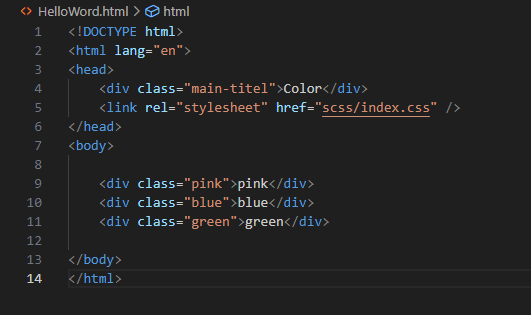 HelloWord.html > html
1 <!DOCTYPE html>
2 <html lang="en">
3 <head>
4 <div class="main-titel">Color</div>
5 <link rel="stylesheet" href="scss/index.css" />
6 </head>
7 <body>
8
9 <div class="pink">pink</div>
10 <div class="blue">blue</div>
11 <div class="green">green</div>
12
13 </body>
14 </html>